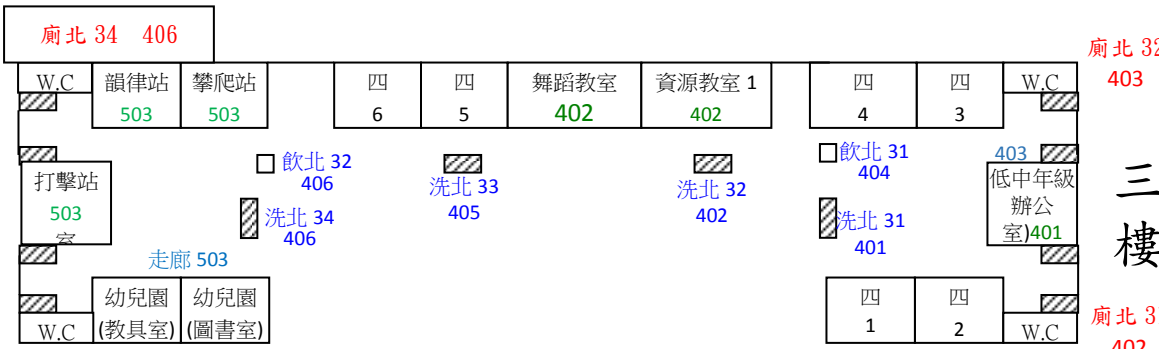 廁北 34 406
廁北 32
403
W.C
韻律站
503
攀爬站
503
四
6
四
5
舞蹈教室
402
資源教室 1
402
四
4
四
3
W.C
飲北 32
406
洗北 33
405
洗北 32
402
飲北 31
404
403
打擊站
503
洗北 34
406
洗北 31
401
低中年級
辦公
室)401
三
樓
走廊 503
幼兒園
(教具室)
幼兒園
(圖書室)
四
1
四
2
W.C
W.C
廁北 3
402